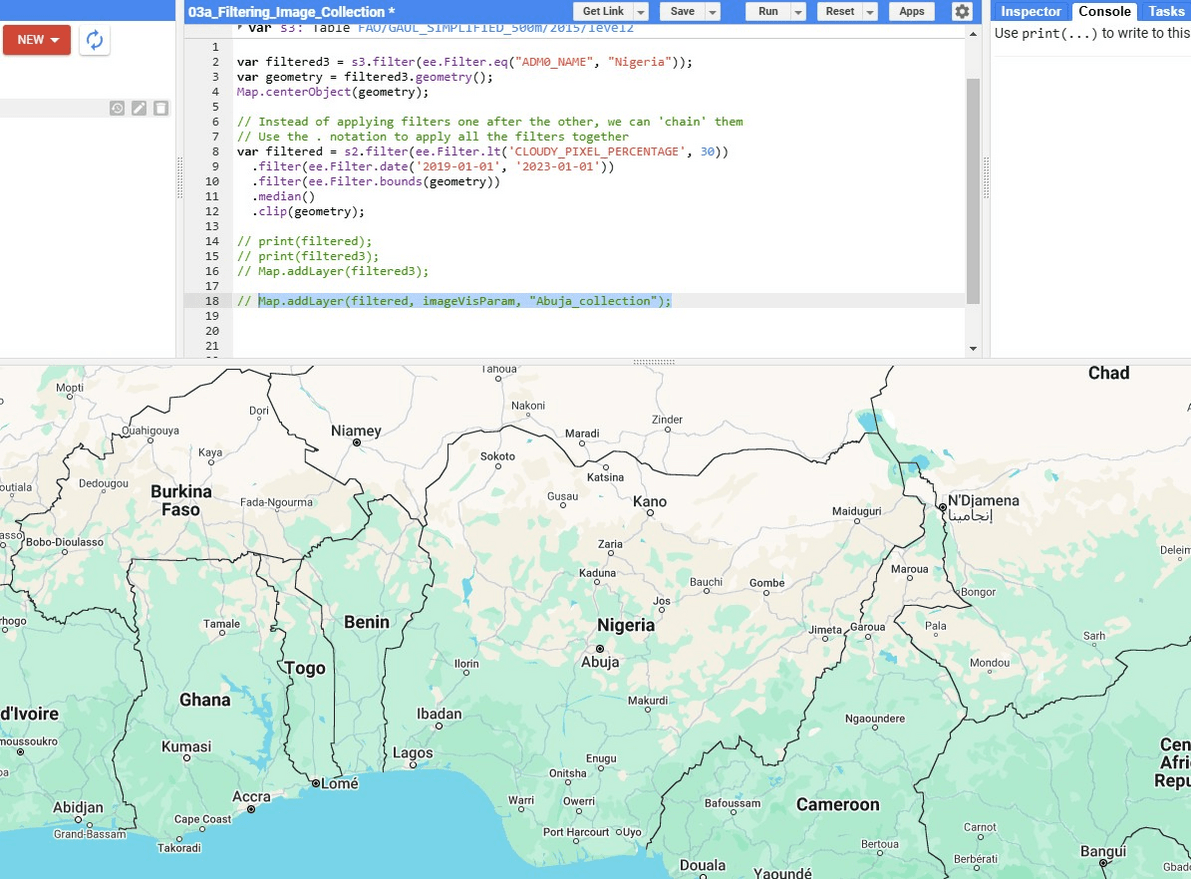 03a_Filtering_Image_Collection *
Get Link
Save
Run
Reset
Apps
Inspector
Console
Tasks
NEW
var s3: Table FAO/GAUL_SIMPLIFIED_500m/2015/level2
Use print(...) to write to this
1
2 var filtered3 = s3.filter(ee.Filter.eq("ADM0_NAME", "Nigeria"));
3 var geometry = filtered3.geometry();
4 Map.centerObject(geometry);
5
6 // Instead of applying filters one after the other, we can 'chain' them
7 // Use the . notation to apply all the filters together
8 var filtered = s2.filter(ee.Filter.lt('CLOUDY_PIXEL_PERCENTAGE', 30))
9 .filter(ee.Filter.date('2019-01-01', '2023-01-01'))
10 .filter(ee.Filter.bounds(geometry))
11 .median()
12 .clip(geometry);
13
14 // print(filtered);
15 // print(filtered3);
16 // Map.addLayer(filtered3);
17
18 // Map.addLayer(filtered, imageVisParam, "Abuja_collection");
19
20
21
Tahoua
Chad
Mopti
Nakoni
Dori
Zinder
Ouahigouya
Niamey
Maradi
Kaya
Sokoto
Katsina
Dedougou
Burkina
Faso
Fada-Ngourma
Gusau
Kano
Maiduguri
N'Djamena
إنجامينا
Bobo-Dioulasso
Zaria
Kaduna
Maroua
Bauchi
Gombé
Bongor
Jos
Tamale
Benin
Nigeria
Jimeta
Garoua
Pala
Sarh
Togo
Ilorin
Abuja
Mondou
Ghana
Makurdi
d'Ivoire
Ibadan
Ngaoundere
moussoukro
Kumasi
Lagos
Enugu
Onitsha
Lomé
Abidjan
Accra
Warri
Owerri
Bafoussam
Cameroon
Cape Coast
Grand-Bassam
Port Harcourt
Uyo
Carnot
Takoradi
Bertoua
Berbérati
Bangui
Douala
Yaoundé